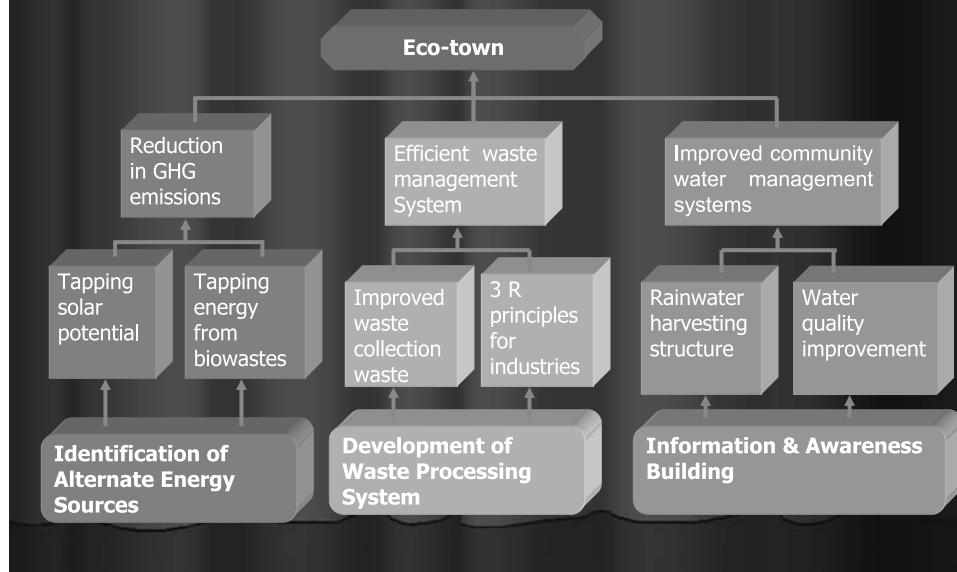 Eco-town
Reduction
in GHG
emissions
Efficient waste
management
System
Improved community
water management
systems
Tapping
solar
potential
Tapping
energy
from
biowastes
Improved
waste
collection
waste
3 R
principles
for
industries
Rainwater
harvesting
structure
Water
quality
improvement
Identification of
Alternate Energy
Sources
Development of
Waste Processing
System
Information & Awareness
Building